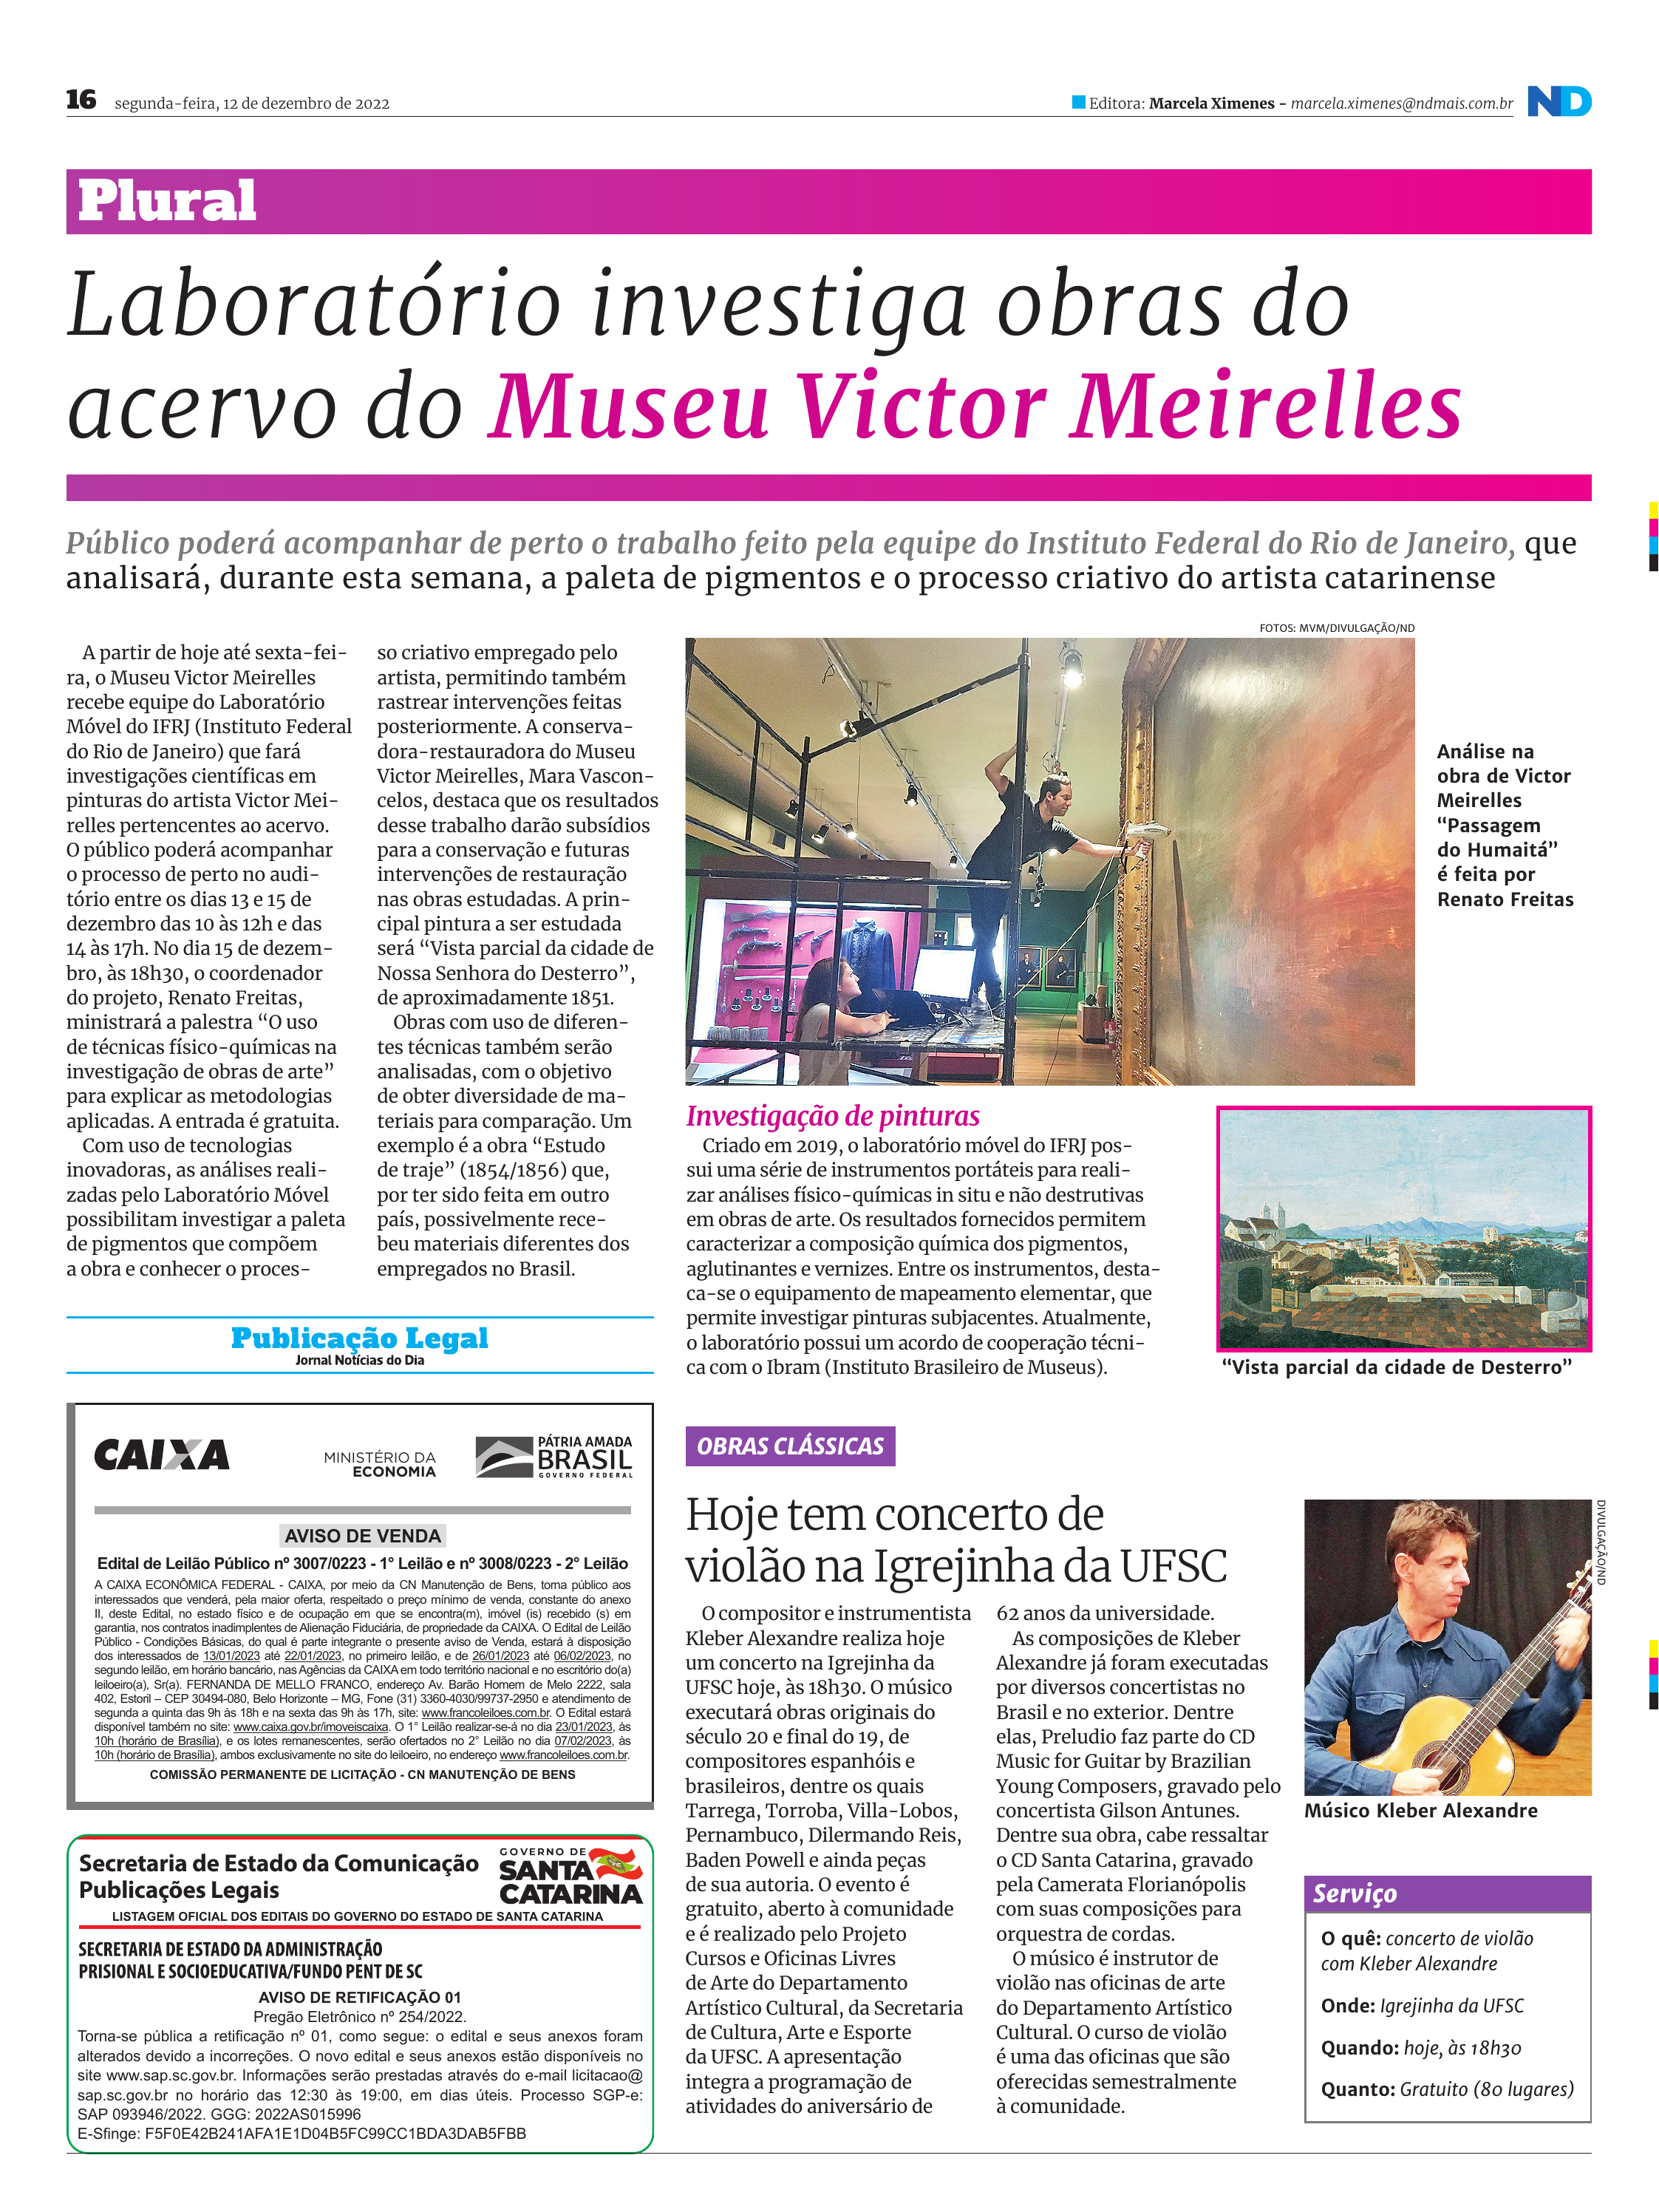 16 segunda-feira, 12 de dezembro de 2022
Editora: Marcela Ximenes - marcela.ximenes@ndmais.com.br
ND
Plural
Laboratório investiga obras do
acervo do Museu Victor Meirelles
Público poderá acompanhar de perto o trabalho feito pela equipe do Instituto Federal do Rio de Janeiro, que
analisará, durante esta semana, a paleta de pigmentos e o processo criativo do artista catarinense
A partir de hoje até sexta-fei-
ra, o Museu Victor Meirelles
recebe equipe do Laboratório
Móvel do IFRJ (Instituto Federal
do Rio de Janeiro) que fará
investigações científicas em
pinturas do artista Victor Mei-
relles pertencentes ao acervo.
O público poderá acompanhar
o processo de perto no audi-
tório entre os dias 13 e 15 de
dezembro das 10 às 12h e das
14 às 17h. No dia 15 de dezem-
bro, às 18h30, o coordenador
do projeto, Renato Freitas,
ministrará a palestra “O uso
de técnicas físico-químicas na
investigação de obras de arte”
para explicar as metodologias
aplicadas. A entrada é gratuita.
Com uso de tecnologias
inovadoras, as análises reali-
zadas pelo Laboratório Móvel
possibilitam investigar a paleta
de pigmentos que compõem
a obra e conhecer o proces-
so criativo empregado pelo
artista, permitindo também
rastrear intervenções feitas
posteriormente. A conserva-
dora-restauradora do Museu
Victor Meirelles, Mara Vascon-
celos, destaca que os resultados
desse trabalho darão subsídios
para a conservação e futuras
intervenções de restauração
nas obras estudadas. A prin-
cipal pintura a ser estudada
será “Vista parcial da cidade de
Nossa Senhora do Desterro”,
de aproximadamente 1851.
Obras com uso de diferen-
tes técnicas também serão
analisadas, com o objetivo
de obter diversidade de ma-
teriais para comparação. Um
exemplo é a obra “Estudo
de traje” (1854/1856) que,
por ter sido feita em outro
país, possivelmente rece-
beu materiais diferentes dos
empregados no Brasil.
FOTOS: MVM/DIVULGAÇÃO/ND
Análise na
obra de Victor
Meirelles
“Passagem
do Humaitá”
é feita por
Renato Freitas
Investigação de pinturas
Criado em 2019, o laboratório móvel do IFRJ pos-
sui uma série de instrumentos portáteis para reali-
zar análises físico-químicas in situ e não destrutivas
em obras de arte. Os resultados fornecidos permitem
caracterizar a composição química dos pigmentos,
aglutinantes e vernizes. Entre os instrumentos, desta-
ca-se o equipamento de mapeamento elementar, que
permite investigar pinturas subjacentes. Atualmente,
o laboratório possui um acordo de cooperação técni-
ca com o Ibram (Instituto Brasileiro de Museus).
“Vista parcial da cidade de Desterro”
Publicação Legal
Jornal Notícias do Dia
CAIXA
MINISTÉRIO DA
ECONOMIA
PÁTRIA AMADA
BRASIL
GOVERNO FEDERAL
AVISO DE VENDA
Edital de Leilão Público nº 3007/0223 - 1° Leilão e nº 3008/0223 - 2° Leilão
A CAIXA ECONÔMICA FEDERAL - CAIXA, por meio da CN Manutenção de Bens, torna público aos
interessados que venderá, pela maior oferta, respeitado o preço mínimo de venda, constante do anexo
II, deste Edital, no estado físico e de ocupação em que se encontra(m), imóvel (is) recebido (s) em
garantia, nos contratos inadimplentes de Alienação Fiduciária, de propriedade da CAIXA. O Edital de Leilão
Público - Condições Básicas, do qual é parte integrante o presente aviso de Venda, estará à disposição
dos interessados de 13/01/2023 até 22/01/2023, no primeiro leilão, e de 26/01/2023 até 06/02/2023, no
segundo leilão, em horário bancário, nas Agências da CAIXA em todo território nacional e no escritório do(a)
leiloeiro(a), Sr(a). FERNANDA DE MELLO FRANCO, endereço Av. Barão Homem de Melo 2222, sala
402, Estoril – CEP 30494-080, Belo Horizonte – MG, Fone (31) 3360-4030/99737-2950 e atendimento de
segunda a quinta das 9h às 18h e na sexta das 9h às 17h, site: www.francoleiloes.com.br. O Edital estará
disponível também no site: www.caixa.gov.br/imoveiscaixa. O 1° Leilão realizar-se-á no dia 23/01/2023, às
10h (horário de Brasília), e os lotes remanescentes, serão ofertados no 2° Leilão no dia 07/02/2023, às
10h (horário de Brasília), ambos exclusivamente no site do leiloeiro, no endereço www.francoleiloes.com.br.
COMISSÃO PERMANENTE DE LICITAÇÃO - CN MANUTENÇÃO DE BENS
Secretaria de Estado da Comunicação
Publicações Legais
GOVERNO DE
SANTA
CATARINA
LISTAGEM OFICIAL DOS EDITAIS DO GOVERNO DO ESTADO DE SANTA CATARINA
SECRETARIA DE ESTADO DA ADMINISTRAÇÃO
PRISIONAL E SOCIOEDUCATIVA/FUNDO PENT DE SC
AVISO DE RETIFICAÇÃO 01
Pregão Eletrônico nº 254/2022.
Torna-se pública a retificação nº 01, como segue: o edital e seus anexos foram
alterados devido a incorreções. O novo edital e seus anexos estão disponíveis no
site www.sap.sc.gov.br. Informações serão prestadas através do e-mail licitacao@
sap.sc.gov.br no horário das 12:30 às 19:00, em dias úteis. Processo SGP-e:
SAP 093946/2022. GGG: 2022AS015996
E-Sfinge: F5F0E42B241AFA1E1D04B5FC99CC1BDA3DAB5FBB
OBRAS CLÁSSICAS
Hoje tem concerto de
violão na Igrejinha da UFSC
O compositor e instrumentista
Kleber Alexandre realiza hoje
um concerto na Igrejinha da
UFSC hoje, às 18h30. O músico
executará obras originais do
século 20 e final do 19, de
compositores espanhóis e
brasileiros, dentre os quais
Tarrega, Torroba, Villa-Lobos,
Pernambuco, Dilermando Reis,
Baden Powell e ainda peças
de sua autoria. O evento é
gratuito, aberto à comunidade
e é realizado pelo Projeto
Cursos e Oficinas Livres
de Arte do Departamento
Artístico Cultural, da Secretaria
de Cultura, Arte e Esporte
da UFSC. A apresentação
integra a programação de
atividades do aniversário de
62 anos da universidade.
As composições de Kleber
Alexandre já foram executadas
por diversos concertistas no
Brasil e no exterior. Dentre
elas, Preludio faz parte do CD
Music for Guitar by Brazilian
Young Composers, gravado pelo
concertista Gilson Antunes.
Dentre sua obra, cabe ressaltar
o CD Santa Catarina, gravado
pela Camerata Florianópolis
com suas composições para
orquestra de cordas.
O músico é instrutor de
violão nas oficinas de arte
do Departamento Artístico
Cultural. O curso de violão
é uma das oficinas que são
oferecidas semestralmente
à comunidade.
DIVULGAÇÃO/ND
Músico Kleber Alexandre
Serviço
O quê: concerto de violão
com Kleber Alexandre
Onde: Igrejinha da UFSC
Quando: hoje, às 18h30
Quanto: Gratuito (80 lugares)